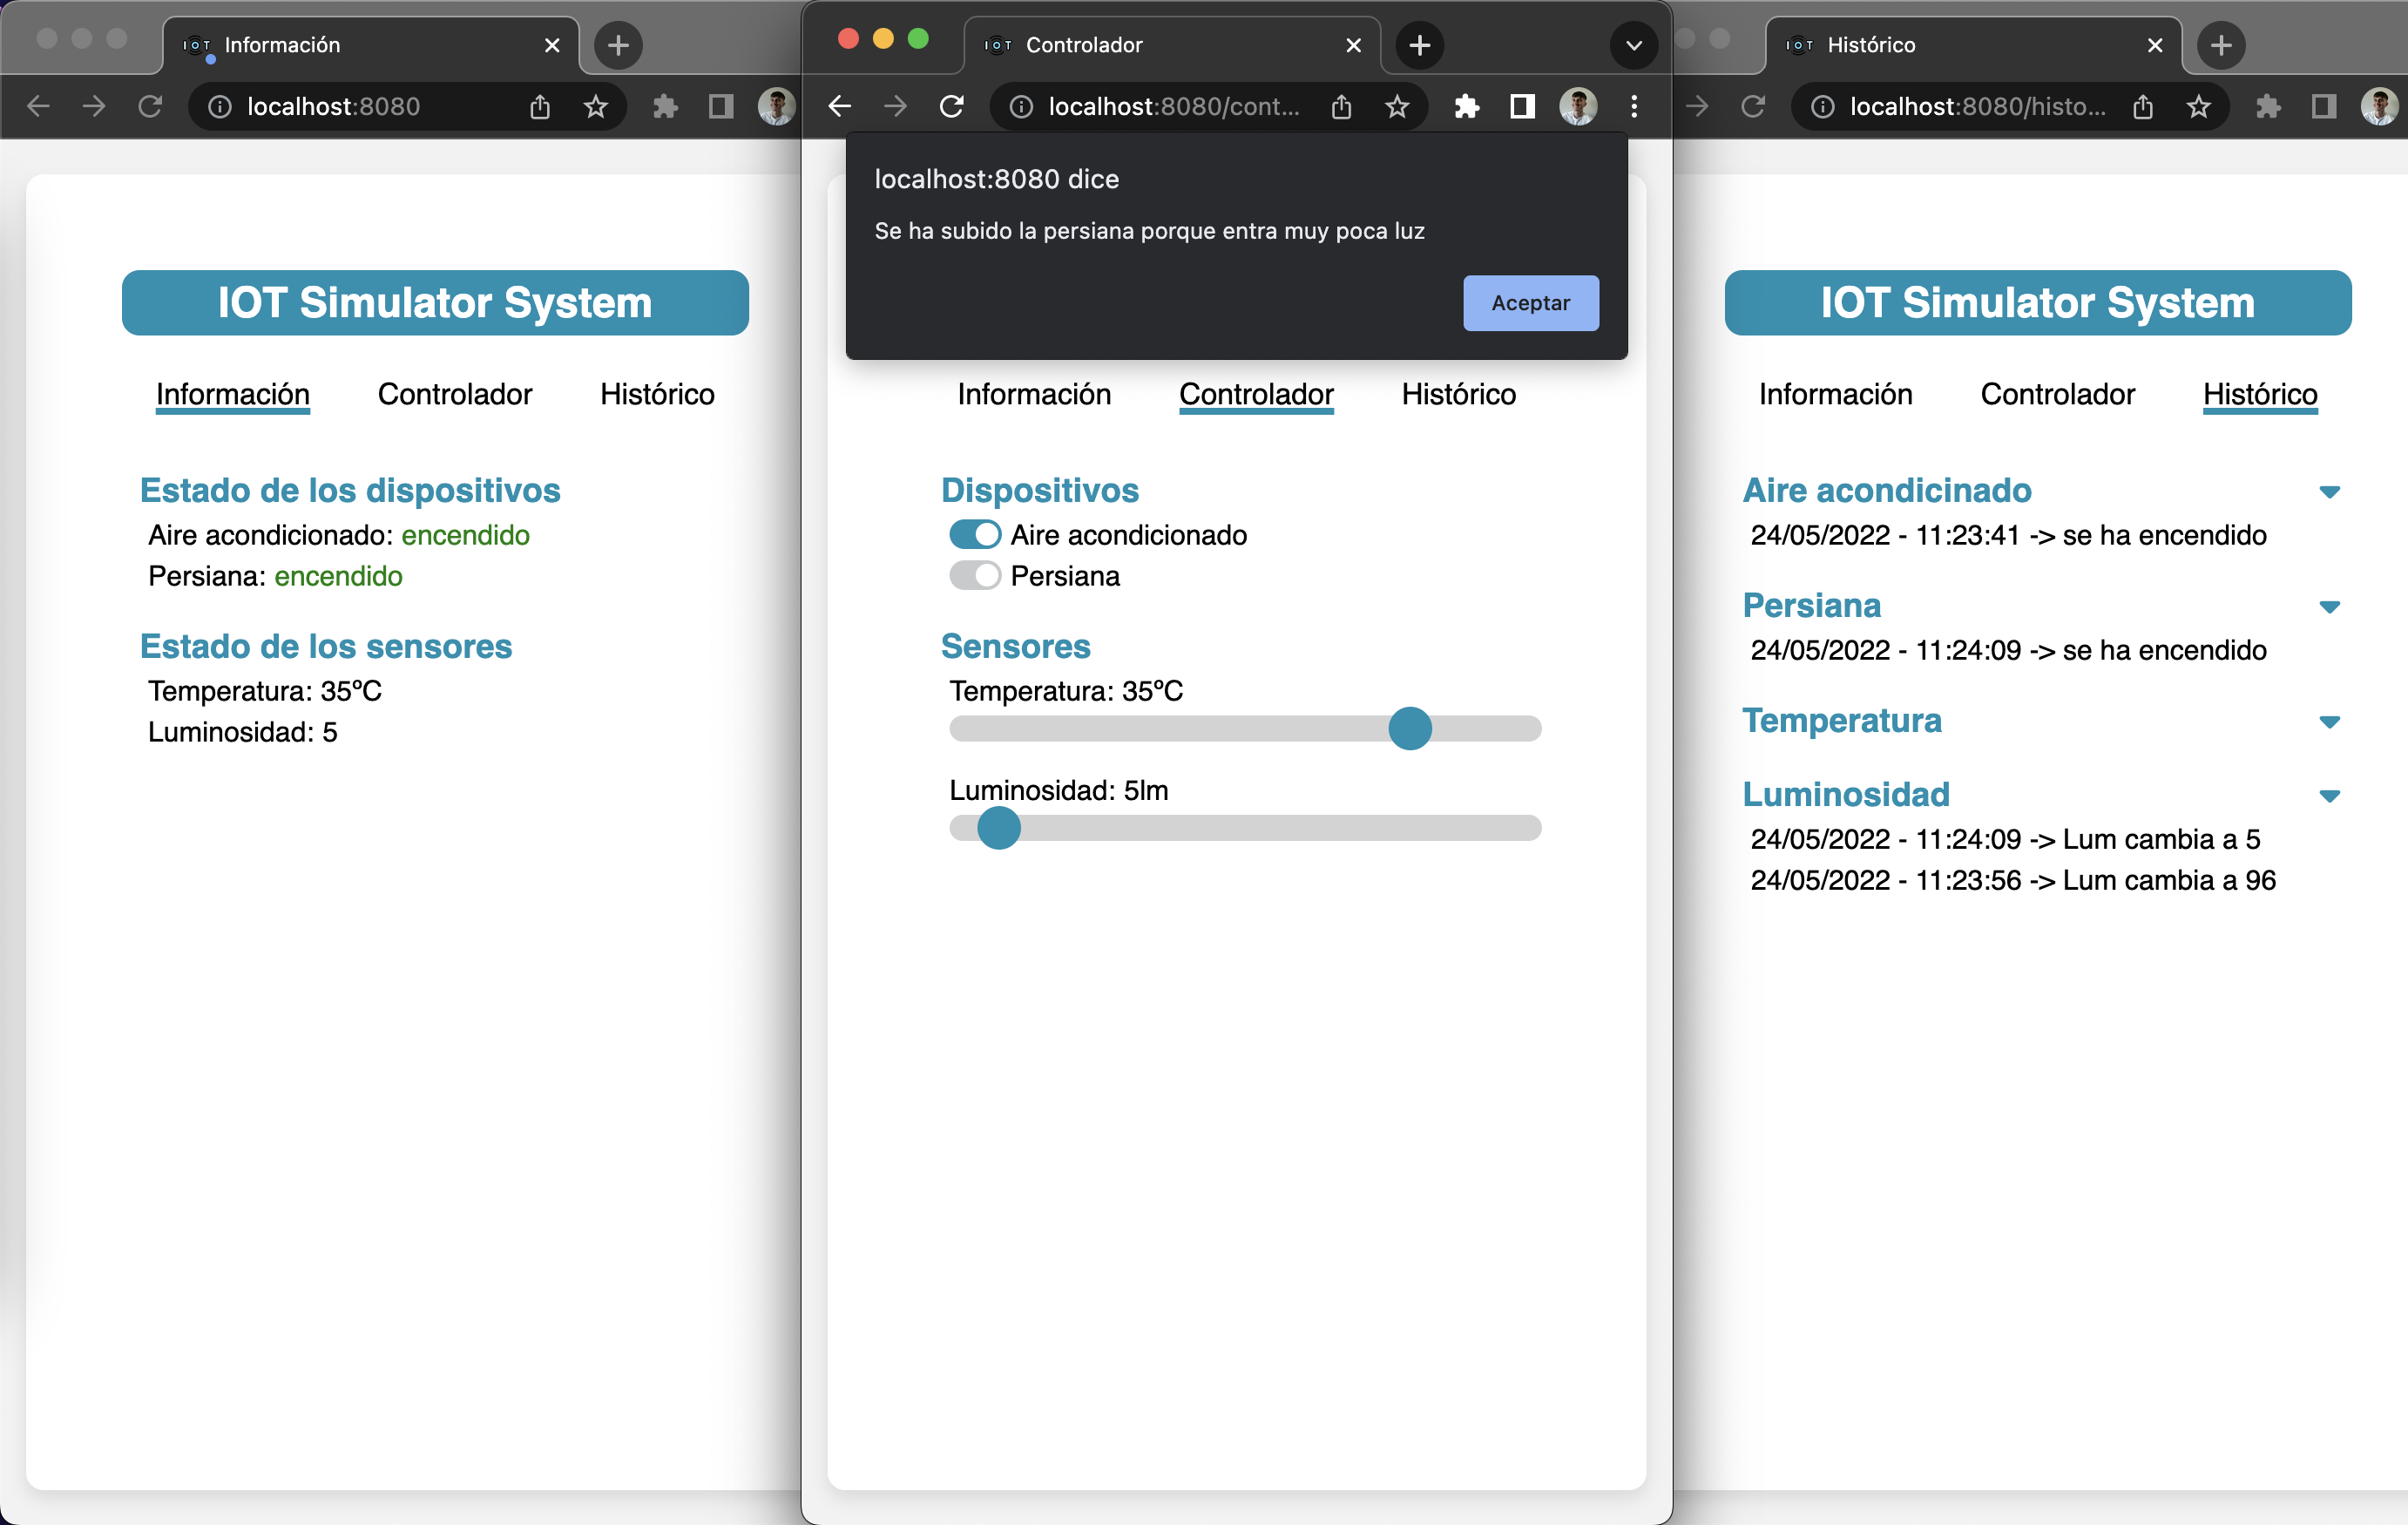 IOT Información
localhost:8080
IOT Simulator System
Información Controlador Histórico
Estado de los dispositivos
Aire acondicionado: encendido
Persiana: encendido
Estado de los sensores
Temperatura: 35ºC
Luminosidad: 5
IOT Controlador
localhost:8080/cont...
localhost:8080 dice
Se ha subido la persiana porque entra muy poca luz
Aceptar
Información Controlador Histórico
Dispositivos
Aire acondicionado
Persiana
Sensores
Temperatura: 35ºC
Luminosidad: 5lm
IOT Histórico
localhost:8080/histo...
IOT Simulator System
Información Controlador Histórico
Aire acondicinado
24/05/2022 - 11:23:41 -> se ha encendido
Persiana
24/05/2022 - 11:24:09 -> se ha encendido
Temperatura
Luminosidad
24/05/2022 - 11:24:09 -> Lum cambia a 5
24/05/2022 - 11:23:56 -> Lum cambia a 96